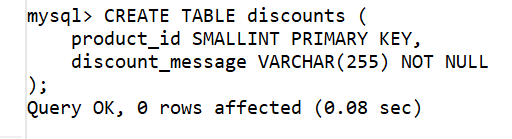 mysql> CREATE TABLE discounts (
    product_id SMALLINT PRIMARY KEY,
    discount_message VARCHAR(255) NOT NULL
);
Query OK, 0 rows affected (0.08 sec)